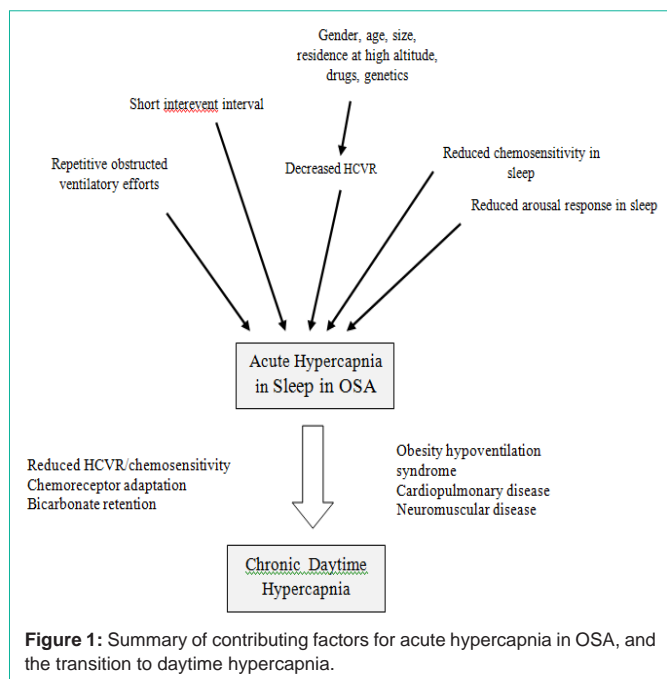 Gender, age, size,
residence at high altitude,
drugs, genetics
Short interevent interval
Repetitive obstructed
ventilatory efforts
Decreased HCVR
Reduced chemosensitivity in
sleep
Reduced arousal response in sleep
Acute Hypercapnia
in Sleep in OSA
Reduced HCVR/chemosensitivity
Chemoreceptor adaptation
Bicarbonate retention
Obesity hypoventilation
syndrome
Cardiopulmonary disease
Neuromuscular disease
Chronic Daytime
Hypercapnia
Figure 1: Summary of contributing factors for acute hypercapnia in OSA, and
the transition to daytime hypercapnia.